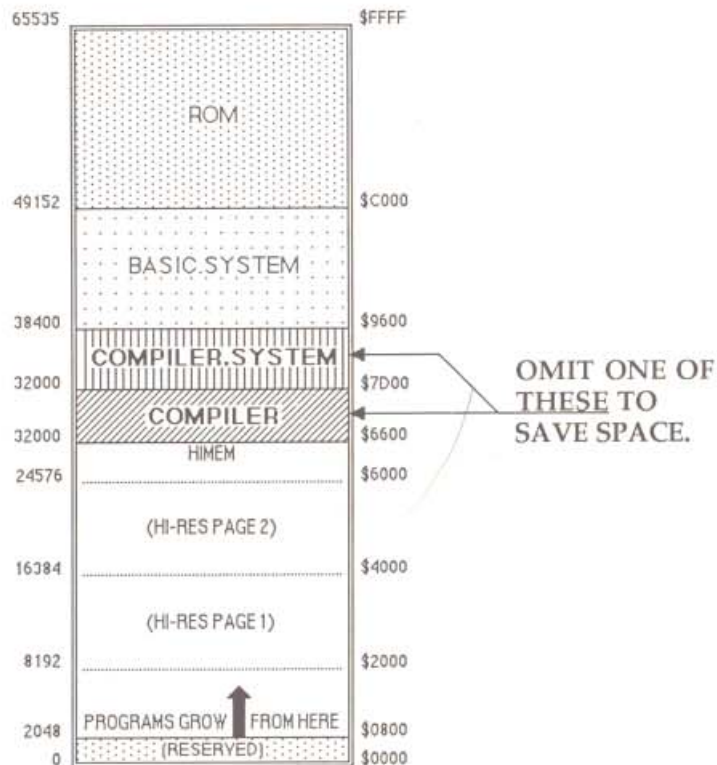 65535 $FFFF
ROM
49152 $C000
BASIC.SYSTEM
38400 $9600
COMPILER.SYSTEM
32000 $7D00
COMPILER
32000 $6600
HIMEM
24576 $6000
(HI-RES PAGE 2)
16384 $4000
(HI-RES PAGE 1)
8192 $2000
PROGRAMS GROW FROM HERE
2048 $0800
(RESERVED)
0 $0000
OMIT ONE OF
THESE TO
SAVE SPACE.